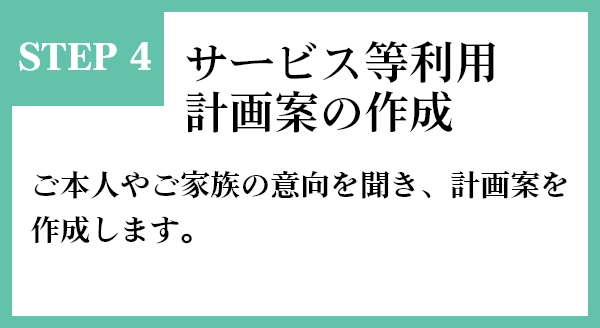 STEP 4
サービス等利用
計画案の作成
ご本人やご家族の意向を聞き、計画案を
作成します。